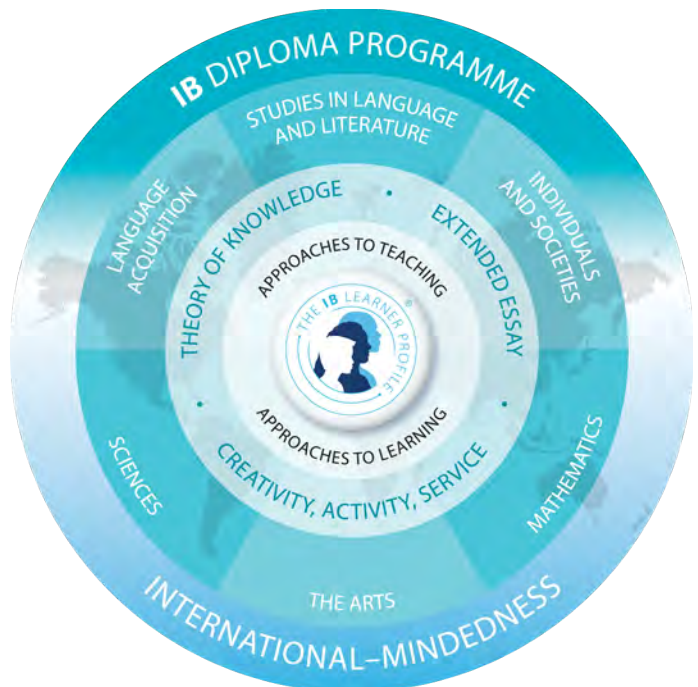 IB DIPLOMA PROGRAMME
STUDIES IN LANGUAGE
AND LITERATURE
LANGUAGE
ACQUISITION
INDIVIDUALS
AND SOCIETIES
THEORY OF KNOWLEDGE
•
EXTENDED ESSAY
APPROACHES TO TEACHING
• THE IB LEARNER PROFILE •
®
APPROACHES TO LEARNING
•
CREATIVITY, ACTIVITY, SERVICE
•
SCIENCES
MATHEMATICS
THE ARTS
INTERNATIONAL–MINDEDNESS